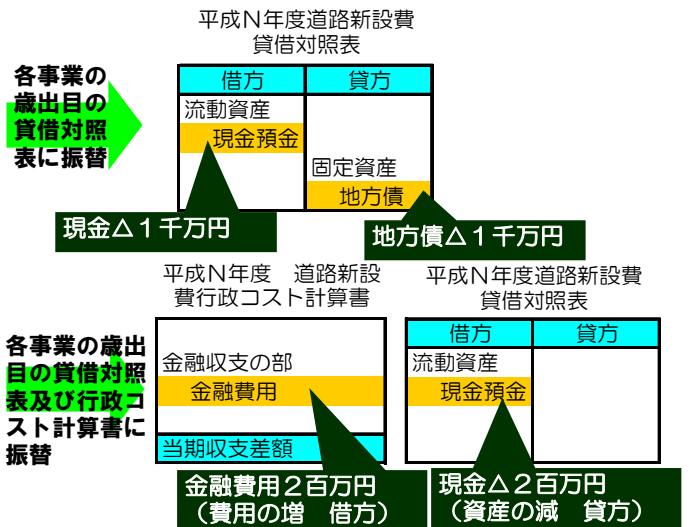 平成N年度道路新設費
貸借対照表
各事業の
歳出目の
貸借対照
表に振替
借方 貸方
流動資産
現金預金
固定資産
地方債
現金△1千万円
地方債△1千万円
平成N年度 道路新設
費行政コスト計算書
平成N年度道路新設費
貸借対照表
各事業の歳出
目の貸借対照
表及び行政コ
スト計算書に
振替
金融収支の部
金融費用
当期収支差額
借方 貸方
流動資産
現金預金
金融費用2百万円
(費用の増 借方)
現金△2百万円
(資産の減 貸方)